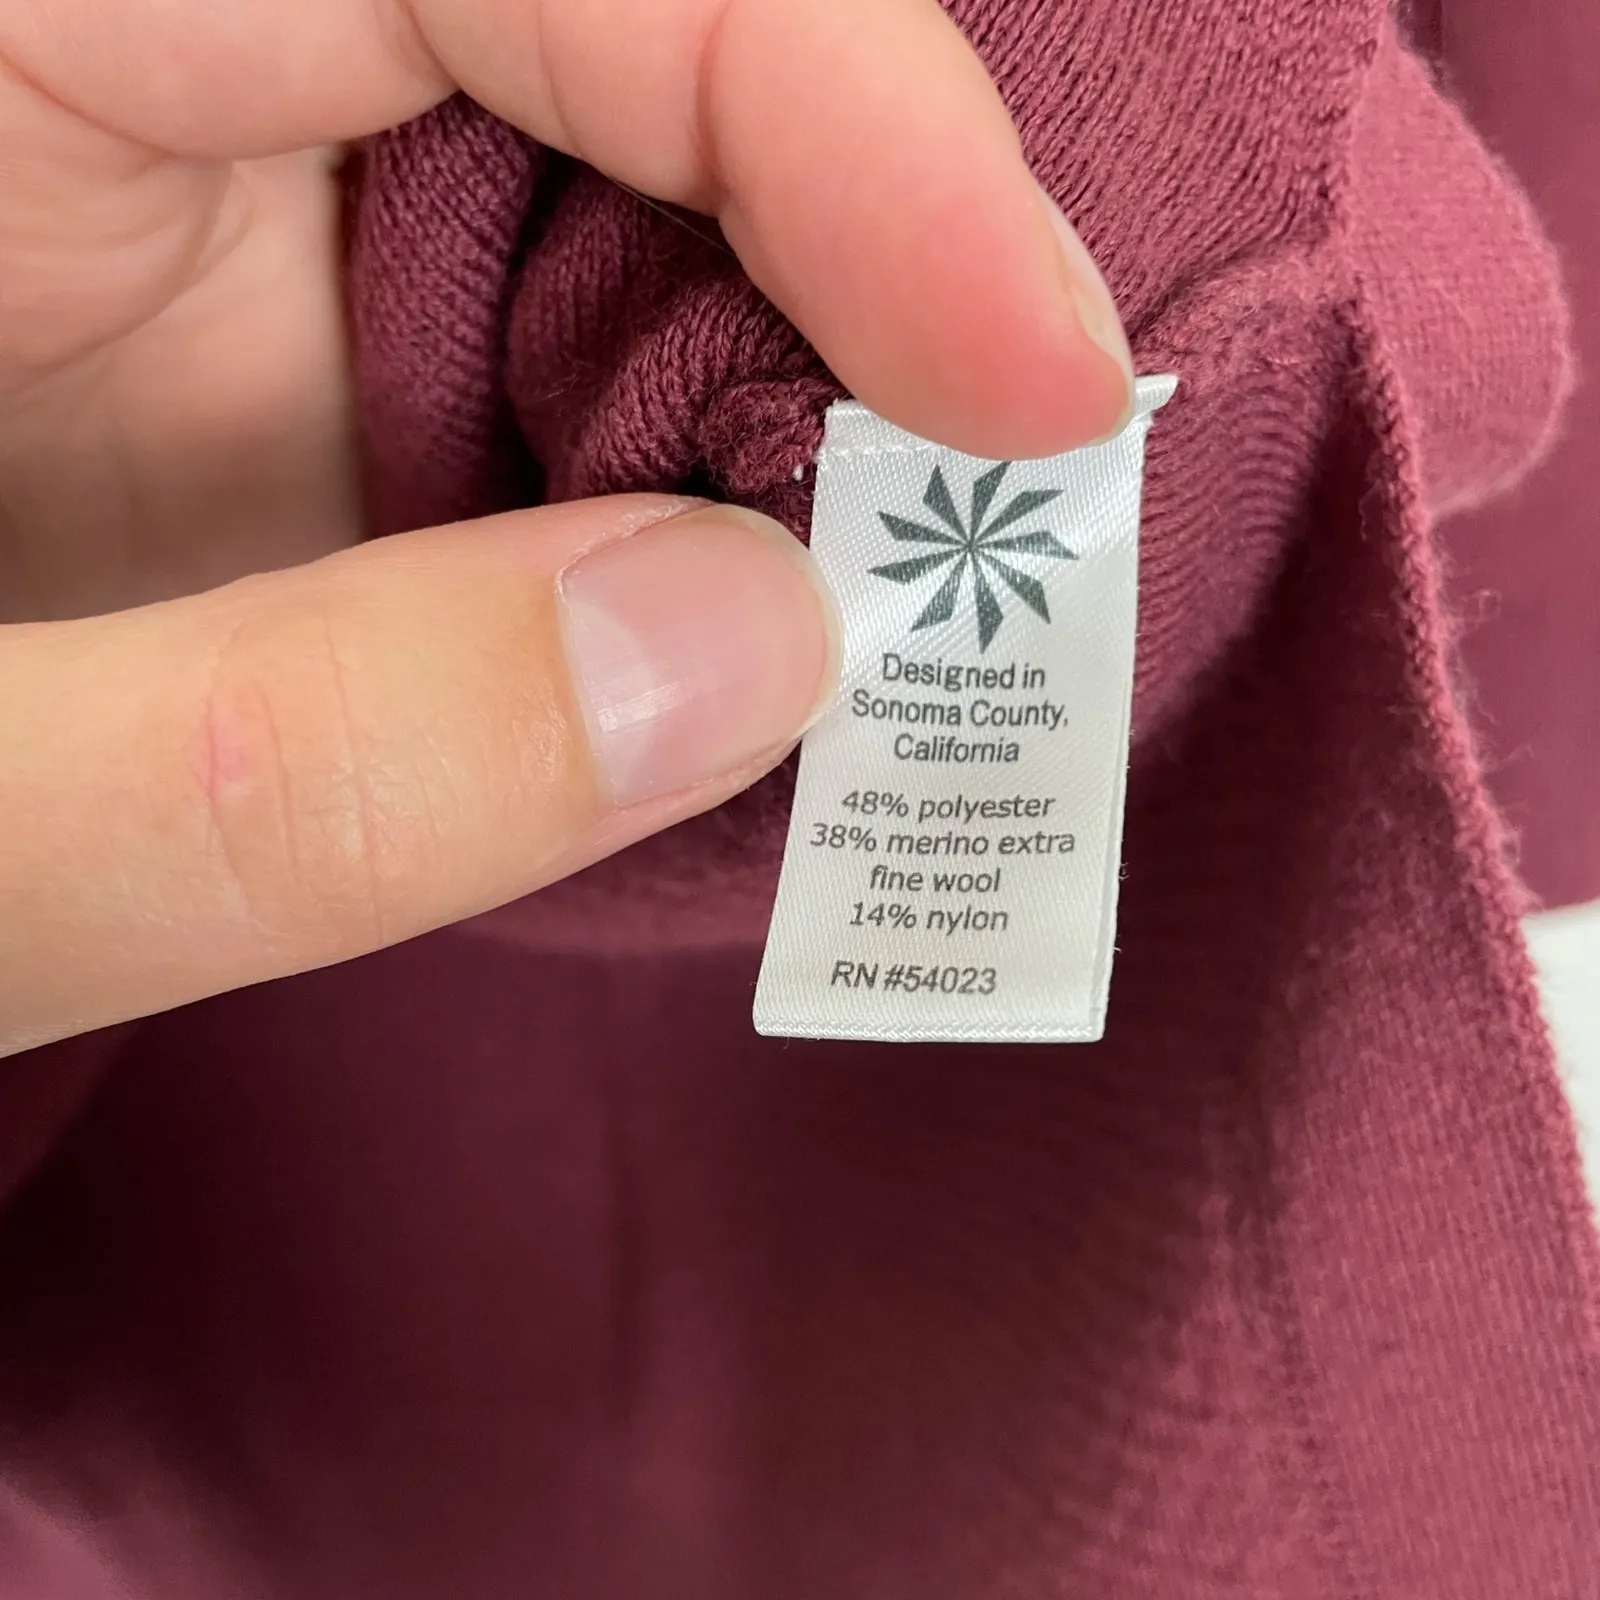 Designed in
Sonoma County,
California
48% polyester
38% merino extra
fine wool
14% nylon
RN #54023